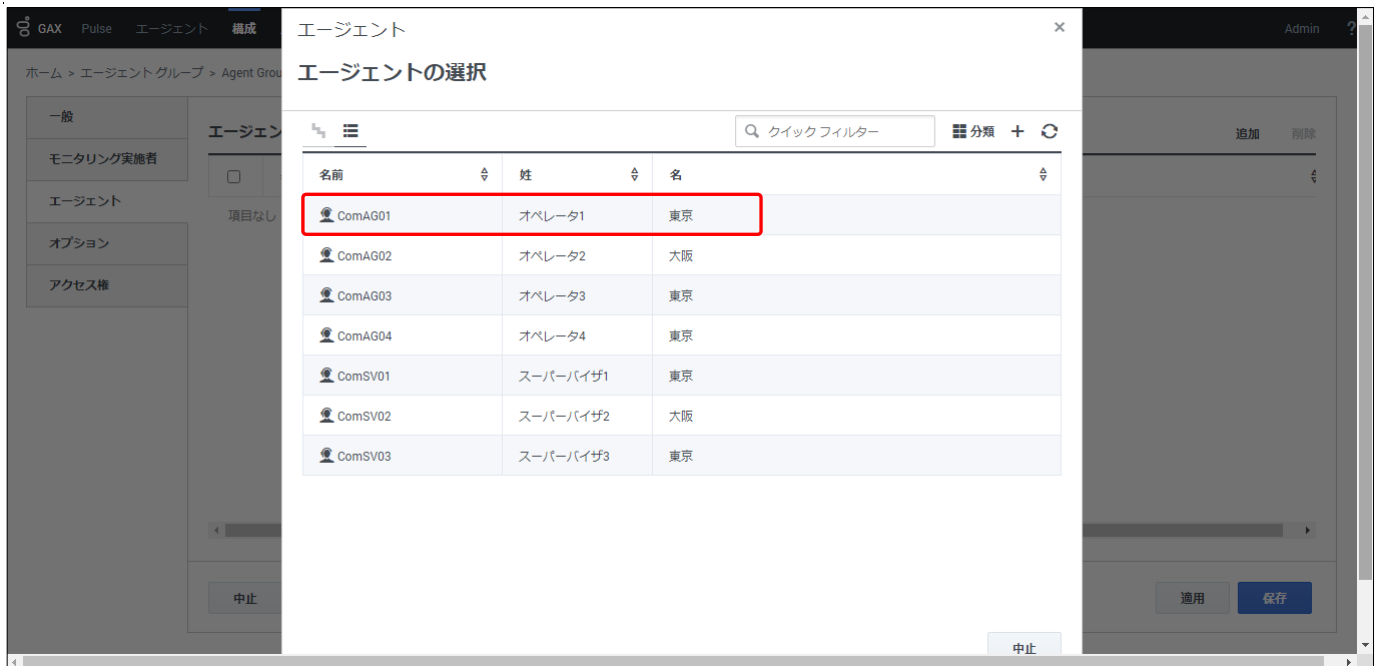 GAX Pulse エージェント 構成 Admin ?
ホーム > エージェント グループ > Agent Grou
一般
モニタリング実施者
エージェント
オプション
アクセス権
エージェン
追加 削除
項目なし
中止
適用 保存
エージェント ×
エージェントの選択
クイック フィルター 分類
名前 姓 名
ComAG01 オペレータ1 東京
ComAG02 オペレータ2 大阪
ComAG03 オペレータ3 東京
ComAG04 オペレータ4 東京
ComSV01 スーパーバイザ1 東京
ComSV02 スーパーバイザ2 大阪
ComSV03 スーパーバイザ3 東京
中止